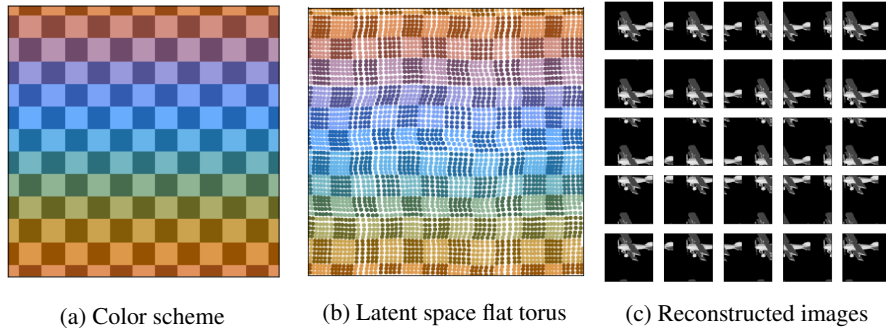 (a) Color scheme
(b) Latent space flat torus
(c) Reconstructed images